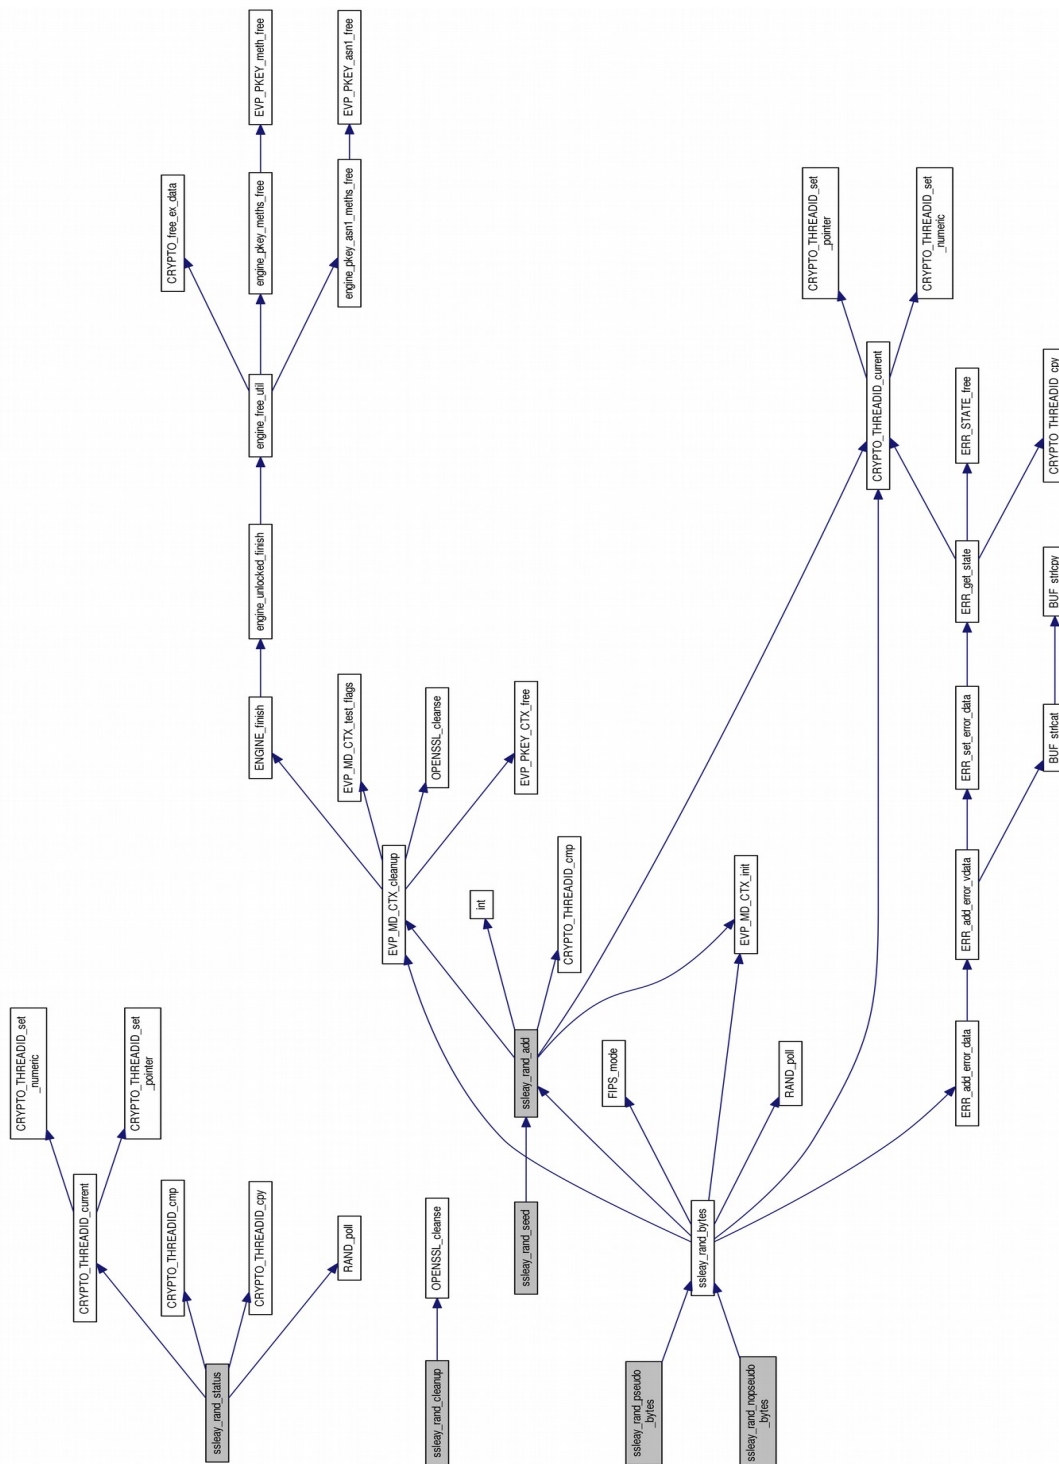 EVP_PKEY_meth_free
EVP_PKEY_asn1_free
CRYPTO_free_ex_data
engine_pkey_meths_free
engine_pkey_asn1_meths_free
CRYPTO_THREADID_set
_pointer
CRYPTO_THREADID_set
_numeric
engine_free_util
CRYPTO_THREADID_current
ERR_STATE_free
CRYPTO_THREADID_cpy
engine_unlocked_finish
ERR_get_state
BUF_strlcpy
ENGINE_finish
EVP_MD_CTX_test_flags
OPENSSL_cleanse
EVP_PKEY_CTX_free
ERR_set_error_data
BUF_strlcat
EVP_MD_CTX_cleanup
int
CRYPTO_THREADID_cmp
EVP_MD_CTX_init
ERR_add_error_vdata
CRYPTO_THREADID_set
_numeric
CRYPTO_THREADID_set
_pointer
ssleay_rand_add
FIPS_mode
RAND_poll
ERR_add_error_data
CRYPTO_THREADID_current
CRYPTO_THREADID_cmp
CRYPTO_THREADID_cpy
RAND_poll
OPENSSL_cleanse
ssleay_rand_seed
ssleay_rand_bytes
ssleay_rand_status
ssleay_rand_cleanup
ssleay_rand_pseudo
_bytes
ssleay_rand_nopseudo
_bytes